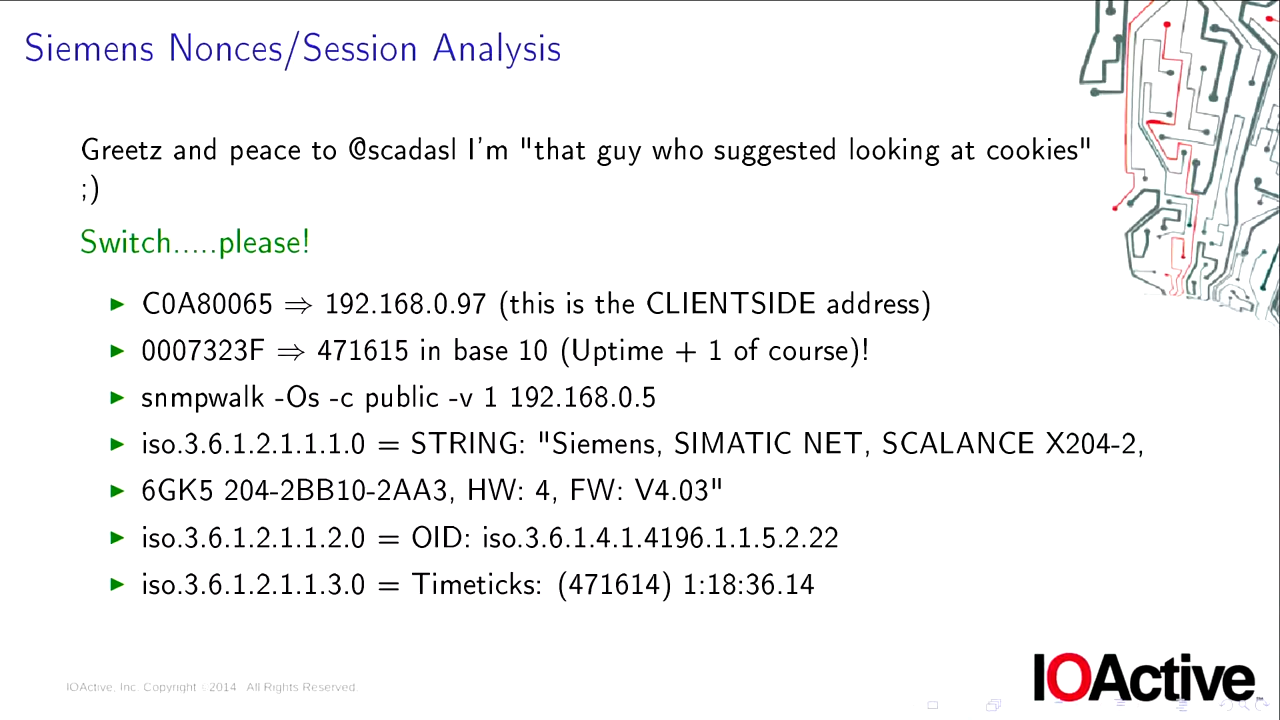 Siemens Nonces/Session Analysis
Greetz and peace to @scadasl I'm "that guy who suggested looking at cookies"
;)
Switch.....please!
C0A80065 ⇒ 192.168.0.97 (this is the CLIENTSIDE address)
0007323F ⇒ 471615 in base 10 (Uptime + 1 of course)!
snmpwalk -Os -c public -v 1 192.168.0.5
iso.3.6.1.2.1.1.1.0 = STRING: "Siemens, SIMATIC NET, SCALANCE X204-2,
6GK5 204-2BB10-2AA3, HW: 4, FW: V4.03"
iso.3.6.1.2.1.1.2.0 = OID: iso.3.6.1.4.1.4196.1.1.5.2.22
iso.3.6.1.2.1.1.3.0 = Timeticks: (471614) 1:18:36.14
IOActive, Inc. Copyright ©2014. All Rights Reserved.
IOActive™